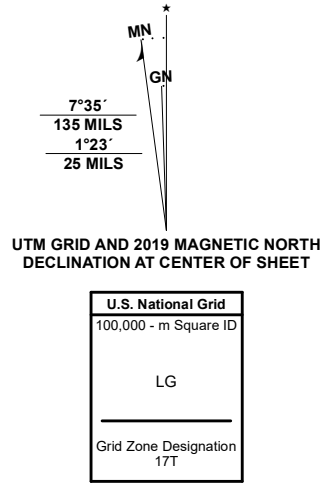 ★
MN
GN
7°35´
135 MILS
1°23´
25 MILS
UTM GRID AND 2019 MAGNETIC NORTH
DECLINATION AT CENTER OF SHEET
U.S. National Grid
100,000 - m Square ID
LG
Grid Zone Designation
17T